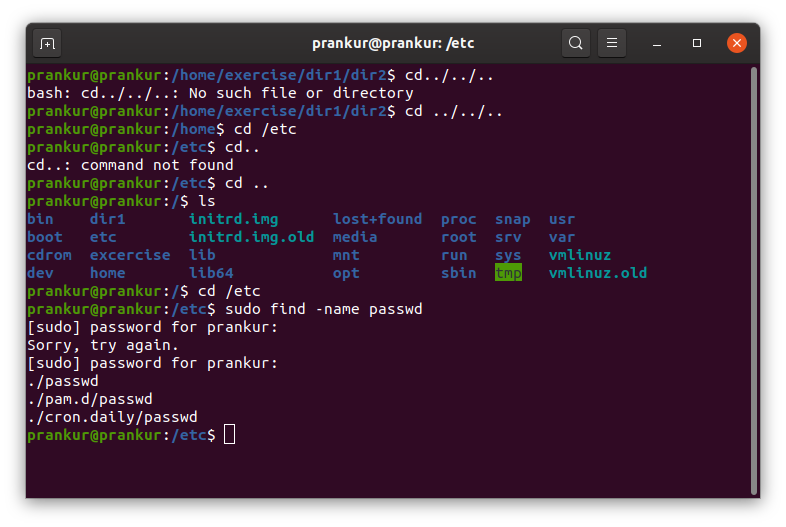 prankur@prankur: /etc
prankur@prankur:/home/exercise/dir1/dir2$ cd../../..
bash: cd../../..: No such file or directory
prankur@prankur:/home/exercise/dir1/dir2$ cd ../../..
prankur@prankur:/home$ cd /etc
prankur@prankur:/etc$ cd..
cd..: command not found
prankur@prankur:/etc$ cd ..
prankur@prankur:/$ ls
bin    dir1       initrd.img      lost+found  proc  snap  usr
boot   etc        initrd.img.old  media       root  srv   var
cdrom  excercise  lib             mnt         run   sys   vmlinuz
dev    home       lib64           opt         sbin  tmp   vmlinuz.old
prankur@prankur:/$ cd /etc
prankur@prankur:/etc$ sudo find -name passwd
[sudo] password for prankur:
Sorry, try again.
[sudo] password for prankur:
./passwd
./pam.d/passwd
./cron.daily/passwd
prankur@prankur:/etc$